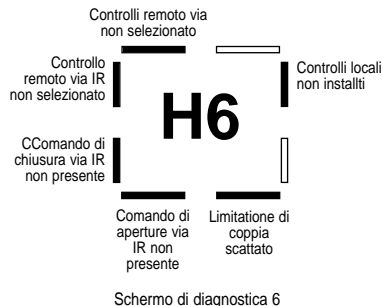 Controlli remoto via
non selezionato
Controllo
remoto via IR
non selezionato
Controlli locali
non installti
H6
CComando di
chiusura via IR
non presente
Comando di
aperture via
IR non
presente
Limitatione di
coppia
scattato
Schermo di diagnostica 6